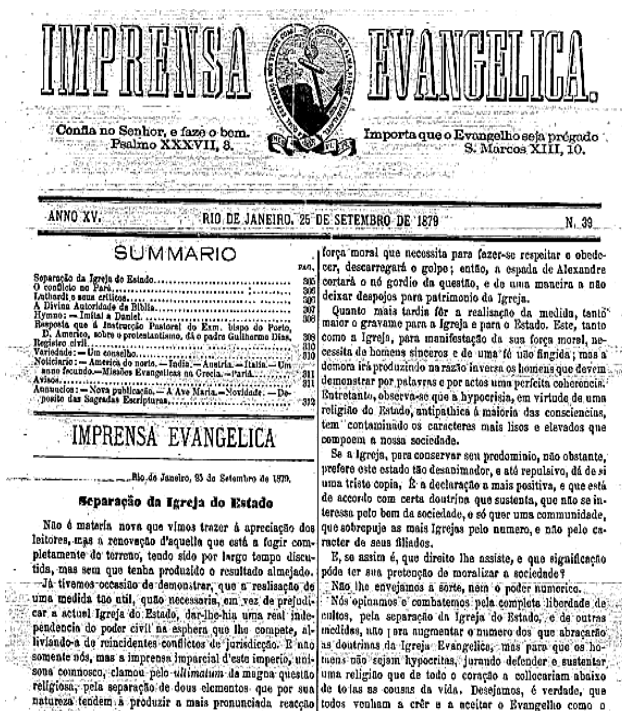 IMPRENSA EVANGELICA.
Confia no Senhor, e faze o bem.
Psalmo XXXVII, 3.
Importa que o Evangelho seja prégado
S. Marcos XIII, 10.
ANNO XV. RIO DE JANEIRO, 25 DE SETEMBRO DE 1879 N. 39
SUMMARIO
PAG.
Separação da Igreja do Estado 305
O conflicto no Pará 306
Luthardt e seus criticos 306
A Divina Autoridade da Biblia 307
Hymno: — Imitai a Daniel 308
Resposta que á Instrucção Pastoral do Exm. bispo do Porto,
D. Americo, sobre o protestantismo, dá o padre Guilherme Dias. 308
Registro civil 310
Variedade: — Um conselho 310
Noticiario: — America do norte. — India. — Austria. — Italia. — Um
anno fecundo. — Missões Evangelicas na Grecia. — Pariá 311
Avisos 311
Annuncios: — Nova publicação. — A Ave Maria. — Novidade. — De-
posito das Sagradas Escripturas 312
IMPRENSA EVANGELICA
Rio de Janeiro, 25 de Setembro de 1879.
Separação da Igreja do Estado
Não é materia nova que vimos trazer á apreciação dos
leitores, mas a renovação d'aquella que está a fugir com-
pletamente do terreno, tendo sido por largo tempo discu-
tida, mas sem que tenha produzido o resultado almejado.
Já tivemos occasião de demonstrar, que a realisação de
uma medida tão util, quão necessaria, em vez de prejudi-
car a actual Igreja do Estado, dar-lhe-hia uma real inde-
pendencia do poder civil na esphera que lhe compete, al-
liviando-a de reincidentes conflictos de jurisdicção. E não
somente nós, mas a imprensa imparcial d'este imperio, uni-
sona comnosco, clamou pelo ultimatum da magna questão
religiosa, pela separação de dous elementos que por sua
natureza tendem a produzir a mais pronunciada reacção
força moral que necessita para fazer-se respeitar o obede-
cer, descarregará o golpe; então, a espada de Alexandre
cortará o nó gordio da questão, e de uma maneira a não
deixar despojos para patrimonio da Igreja.
Quanto mais tardia fôr a realisação da medida, tanto
maior o gravame para a Igreja e para o Estado. Este, tanto
como a Igreja, para manifestação da sua força moral, ne-
cessita de homens sinceros e de uma fé não fingida; mas a
demora irá produzindo na razão inversa os homens que devem
demonstrar por palavras e por actos uma perfeita coherencia.
Entretanto, observa-se que a hypocrisia, em virtude de uma
religião do Estado, antipathica á maioria das consciencias,
tem contaminado os caracteres mais lisos e elevados que
compoem a nossa sociedade.
Se a Igreja, para conservar seu predominio, não obstante,
prefere este estado tão desanimador, e até repulsivo, dá de si
uma triste copia, É a declaração a mais positiva, e que está
de accordo com certa doutrina que sustenta, que não se in-
teressa pelo bem da sociedade, e só quer uma communidade,
que sobrepuje as mais Igrejas pelo numero, e não pelo ca-
racter de seus filiados.
E, se assim é, que direito lhe assiste, e que significação
póde ter sua pretenção de moralizar a sociedade?
Não lhe envejamos a sorte, nem o poder numerico.
Nós opinamos e combatemos pela completa liberdade de
cultos, pela separação da Igreja do Estado, e de outras
medidas, não para augmentar o numero dos que abraçarão
as doutrinas da Igreja Evangelica, mas para que os ho-
mens não sejam hypocritas, jurando defender e sustentar
uma religião que de todo o coração a collocariam abaixo
de todas as cousas da vida. Desejamos, é verdade, que
todos venham a crêr e a aceitar o Evangelho como o